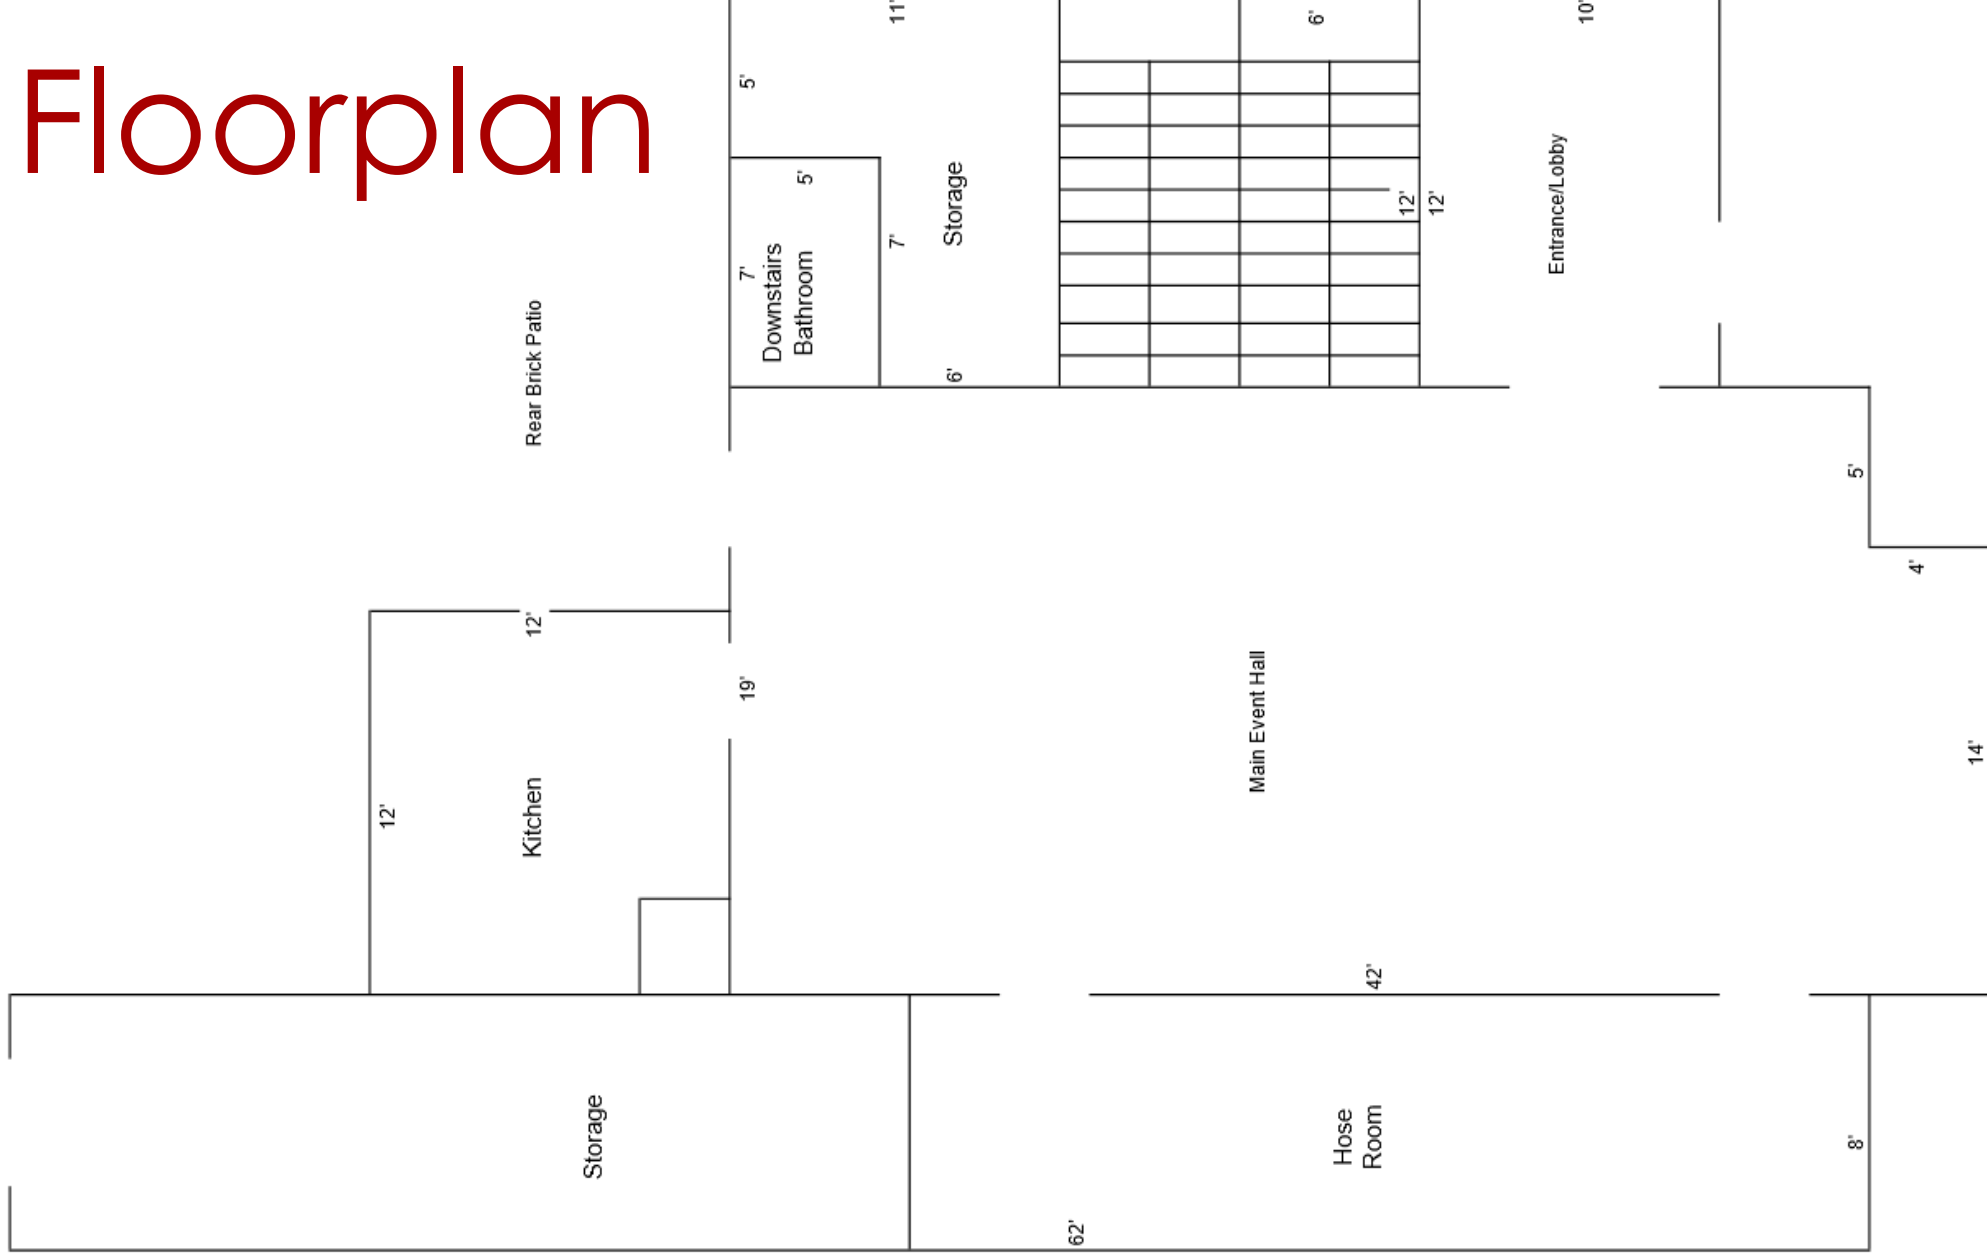 Floorplan
11'
6'
10'
5'
5'
Storage
12'
12'
Entrance/Lobby
7'
7'
Downstairs
Bathroom
6'
Rear Brick Patio
5'
4'
12'
19'
Main Event Hall
14'
12'
Kitchen
42'
Storage
Hose
Room
8'
62'